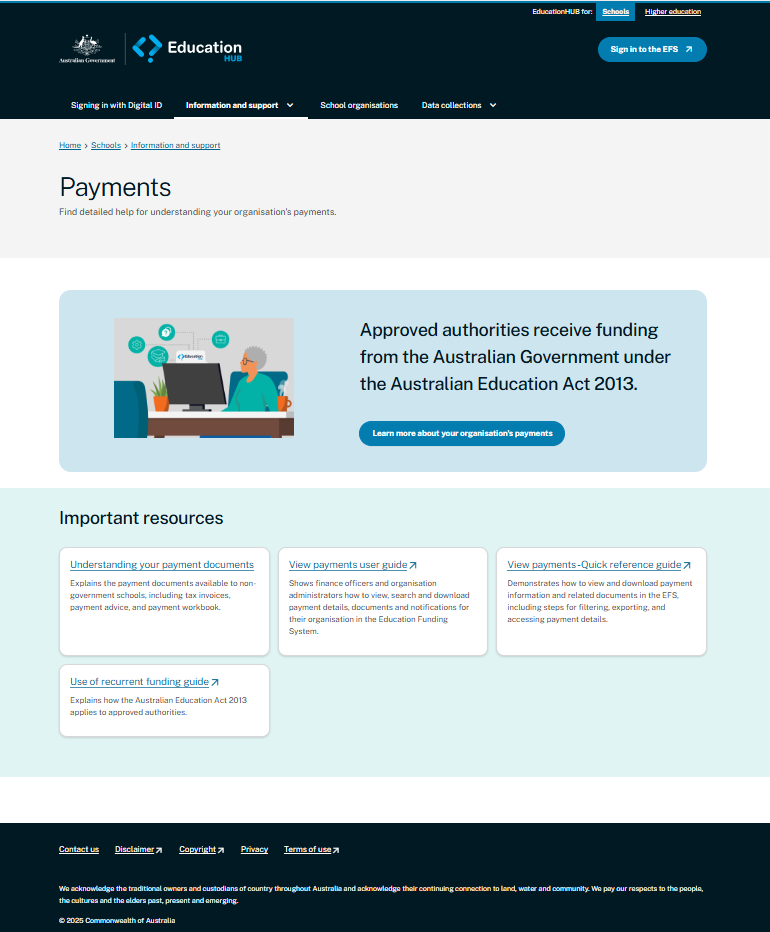 EducationHUB for: Schools Higher education
Australian Government
Education
HUB
Sign in to the EFS
Signing in with Digital ID Information and support School organisations Data collections
Home > Schools > Information and support
Payments
Find detailed help for understanding your organisation's payments.
Education
Approved authorities receive funding
from the Australian Government under
the Australian Education Act 2013.
Learn more about your organisation's payments
Important resources
Understanding your payment documents
Explains the payment documents available to non-
government schools, including tax invoices,
payment advice, and payment workbook.
View payments user guide
Shows finance officers and organisation
administrators how to view, search and download
payment details, documents and notifications for
their organisation in the Education Funding
System.
View payments - Quick reference guide
Demonstrates how to view and download payment
information and related documents in the EFS,
including steps for filtering, exporting, and
accessing payment details.
Use of recurrent funding guide
Explains how the Australian Education Act 2013
applies to approved authorities.
Contact us Disclaimer Copyright Privacy Terms of use
We acknowledge the traditional owners and custodians of country throughout Australia and acknowledge their continuing connection to land, water and community. We pay our respects to the people,
the cultures and the elders past, present and emerging.
© 2025 Commonwealth of Australia